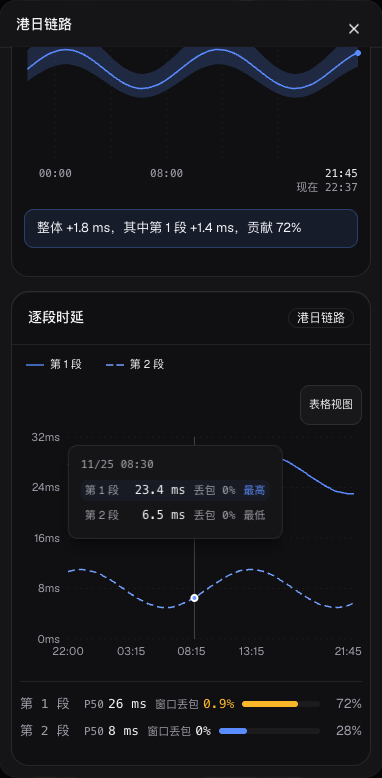 港日链路
00:00 08:00 21:45
现在 22:37
整体 +1.8 ms，其中第 1 段 +1.4 ms，贡献 72%
逐段时延 港日链路
第 1 段 第 2 段
表格视图
32ms
11/25 08:30
24ms
第 1 段 23.4 ms 丢包 0% 最高
第 2 段 6.5 ms 丢包 0% 最低
16ms
8ms
0ms
22:00 03:15 08:15 13:15 21:45
第 1 段 P50 26 ms 窗口丢包 0.9% 72%
第 2 段 P50 8 ms 窗口丢包 0% 28%